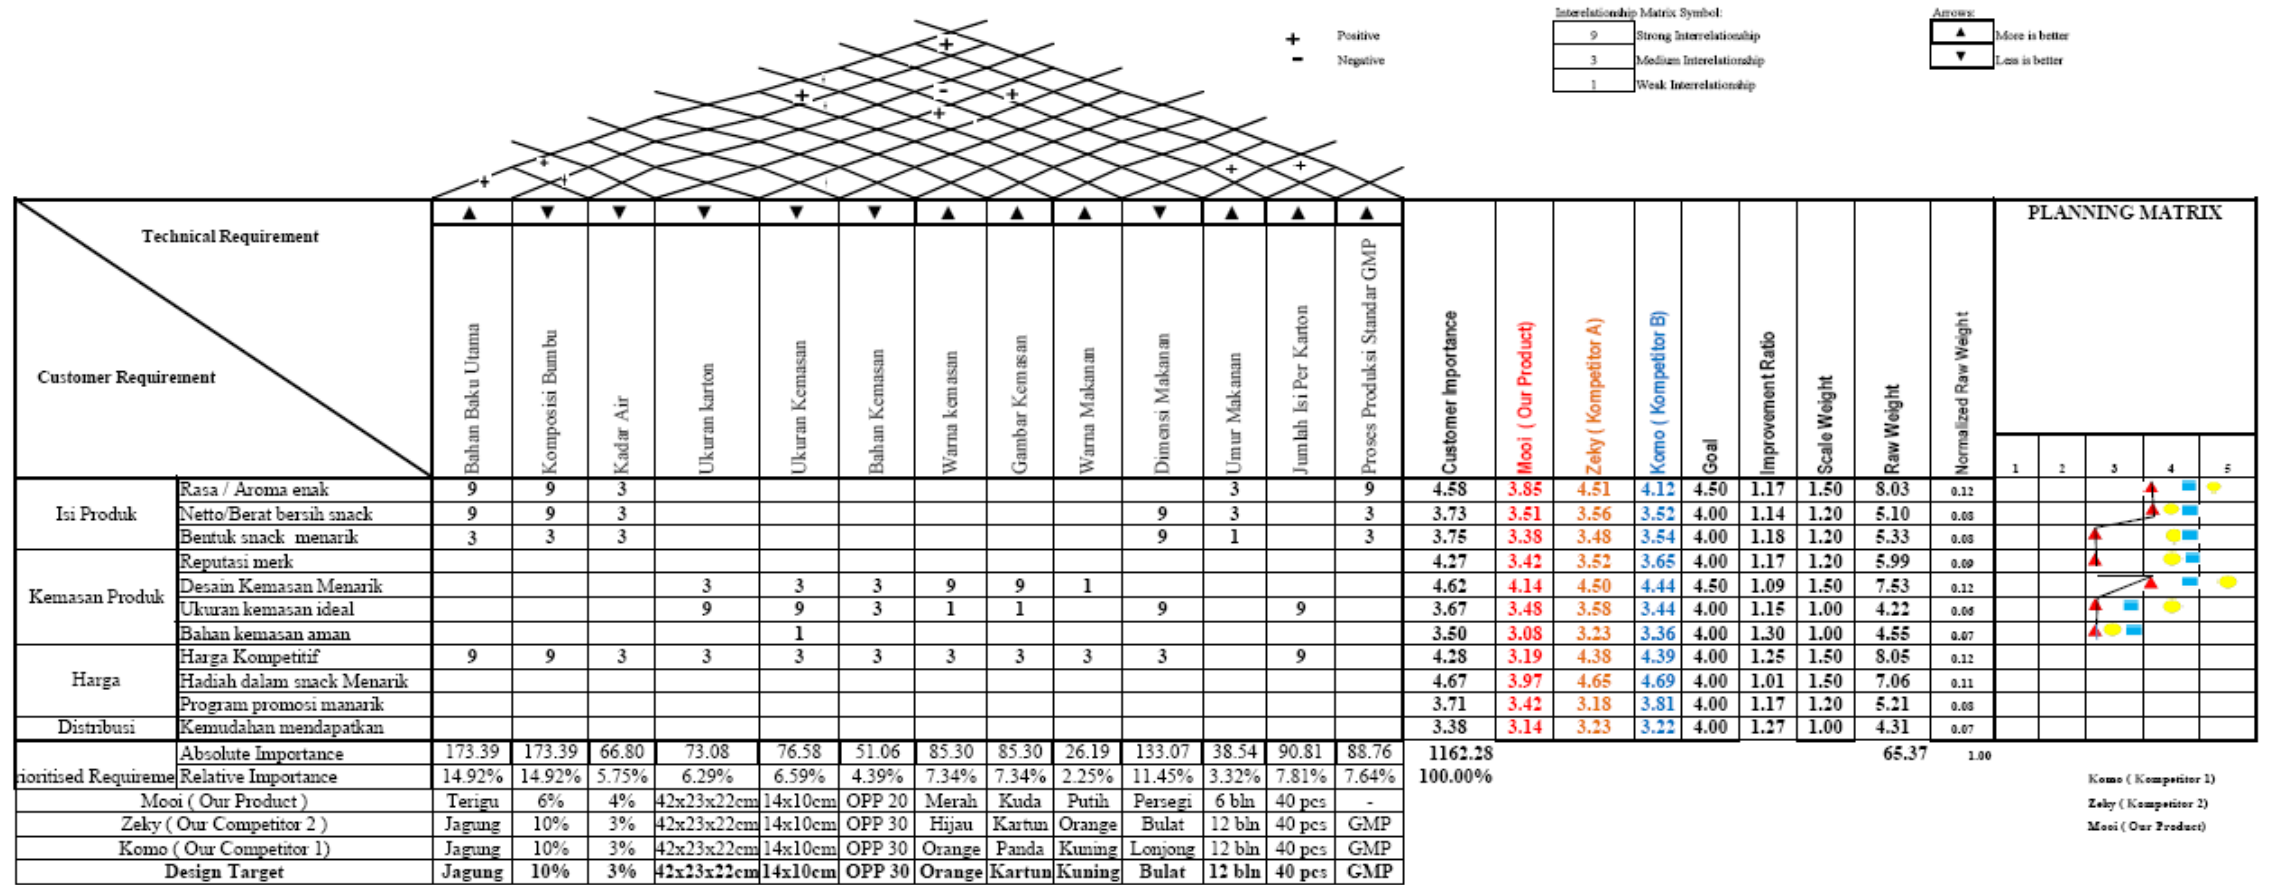 Interelationship Matrix Symbol:
Arrows:
+ Positive
- Negative
9 Strong Interrelationship
3 Medium Interelationship
1 Weak Interrelationship
▲ More is better
▼ Less is better
▲ ▼ ▼ ▼ ▼ ▼ ▲ ▲ ▲ ▼ ▲ ▲ ▲
Technical Requirement
Customer Requirement
Bahan Baku Utama
Komposisi Bumbu
Kadar Air
Ukuran karton
Ukuran Kemasan
Bahan Kemasan
Warna kemasan
Gambar Kemasan
Warna Makanan
Dimensi Makanan
Umur Makanan
Jumlah Isi Per Karton
Proses Produksi Standar GMP
Customer Importance
Mooi ( Our Product)
Zeky ( Kompetitor A)
Komo ( Kompetitor B)
Goal
Improvement Ratio
Scale Weight
Raw Weight
Normalized Raw Weight
PLANNING MATRIX
1 2 3 4 5
Isi Produk
Rasa / Aroma enak 9 9 3 3 9 4.58 3.85 4.51 4.12 4.50 1.17 1.50 8.03 0.12
Netto/Berat bersih snack 9 9 3 9 3 3 3.73 3.51 3.56 3.52 4.00 1.14 1.20 5.10 0.08
Bentuk snack menarik 3 3 3 9 1 3 3.75 3.38 3.48 3.54 4.00 1.18 1.20 5.33 0.08
Kemasan Produk
Reputasi merk 4.27 3.42 3.52 3.65 4.00 1.17 1.20 5.99 0.09
Desain Kemasan Menarik 3 3 3 9 9 1 4.62 4.14 4.50 4.44 4.50 1.09 1.50 7.53 0.12
Ukuran kemasan ideal 9 9 3 1 1 9 9 3.67 3.48 3.58 3.44 4.00 1.15 1.00 4.22 0.06
Bahan kemasan aman 1 3.50 3.08 3.23 3.36 4.00 1.30 1.00 4.55 0.07
Harga
Harga Kompetitif 9 9 3 3 3 3 3 3 3 3 9 4.28 3.19 4.38 4.39 4.00 1.25 1.50 8.05 0.12
Hadiah dalam snack Menarik 4.67 3.97 4.65 4.69 4.00 1.01 1.50 7.06 0.11
Program promosi manarik 3.71 3.42 3.18 3.81 4.00 1.17 1.20 5.21 0.08
Distribusi
Kemudahan mendapatkan 3.38 3.14 3.23 3.22 4.00 1.27 1.00 4.31 0.07
Absolute Importance 173.39 173.39 66.80 73.08 76.58 51.06 85.30 85.30 26.19 133.07 38.54 90.81 88.76 1162.28 65.37 1.00
rioritised Requireme Relative Importance 14.92% 14.92% 5.75% 6.29% 6.59% 4.39% 7.34% 7.34% 2.25% 11.45% 3.32% 7.81% 7.64% 100.00%
Mooi ( Our Product ) Terigu 6% 4% 42x23x22cm 14x10cm OPP 20 Merah Kuda Putih Persegi 6 bln 40 pcs -
Zeky ( Our Competitor 2 ) Jagung 10% 3% 42x23x22cm 14x10cm OPP 30 Hijau Kartun Orange Bulat 12 bln 40 pcs GMP
Komo ( Our Competitor 1) Jagung 10% 3% 42x23x22cm 14x10cm OPP 30 Orange Panda Kuning Lonjong 12 bln 40 pcs GMP
Design Target Jagung 10% 3% 42x23x22cm 14x10cm OPP 30 Orange Kartun Kuning Bulat 12 bln 40 pcs GMP
Komo ( Kompetitor 1)
Zeky ( Kompetitor 2)
Mooi ( Our Product)